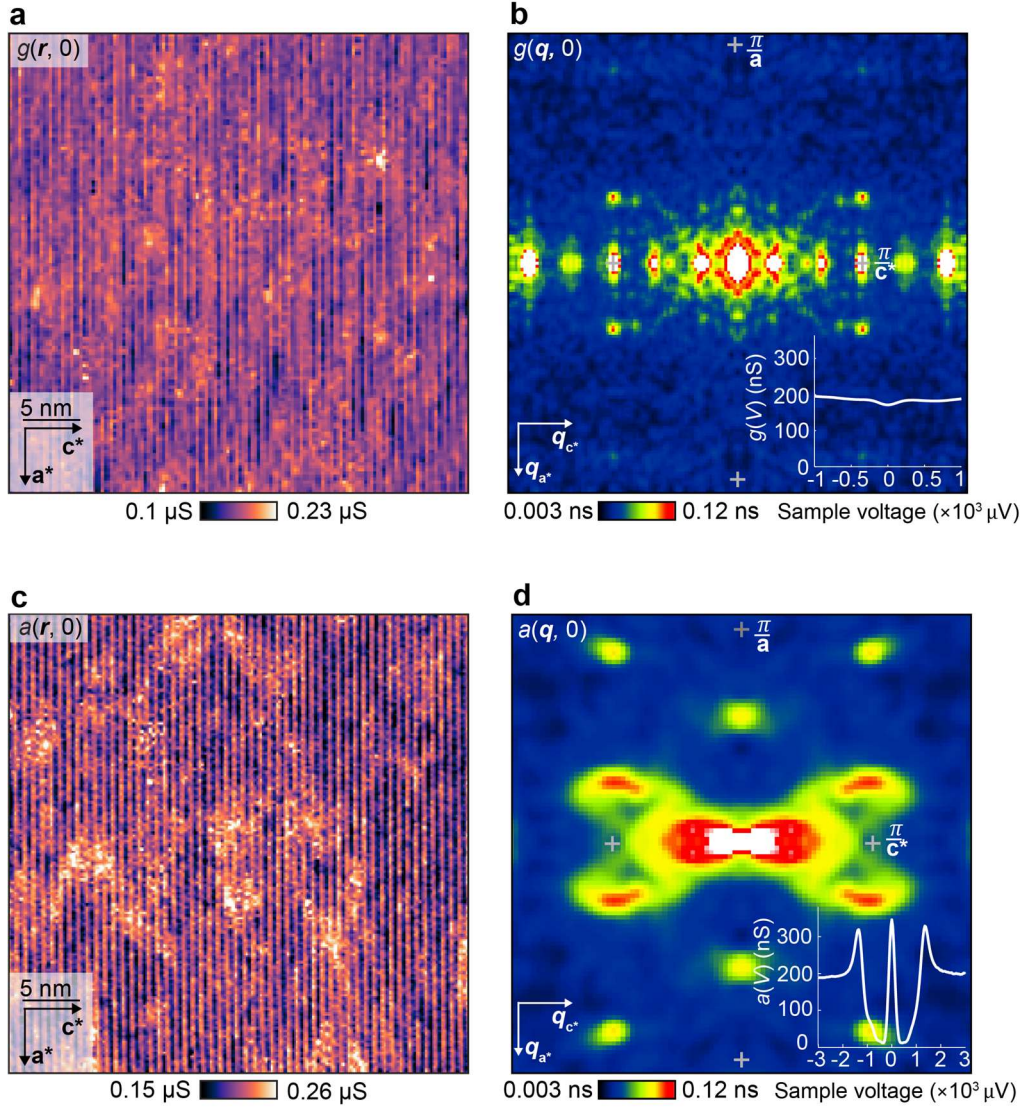 a
g(r, 0)
5 nm
c*
a*
0.1 µS
0.23 µS
b
g(q, 0)
π
a
π
c*
q c*
q a*
g(V) (nS)
300
200
100
0
-1 -0.5 0 0.5 1
0.003 ns
0.12 ns
Sample voltage (×10³ µV)
c
a(r, 0)
5 nm
c*
a*
0.15 µS
0.26 µS
d
a(q, 0)
π
a
π
c*
q c*
q a*
a(V) (nS)
300
200
100
0
-3 -2 -1 0 1 2 3
0.003 ns
0.12 ns
Sample voltage (×10³ µV)